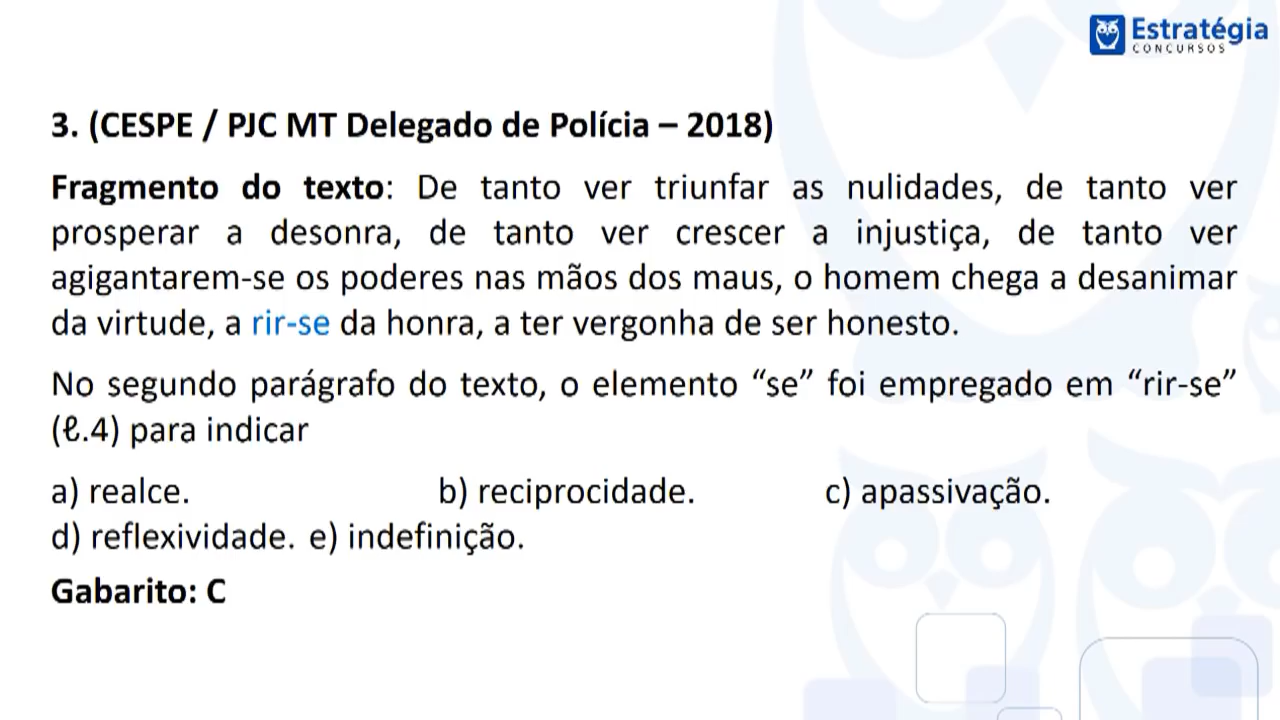 Estratégia
CONCURSOS
3. (CESPE / PJC MT Delegado de Polícia – 2018)
Fragmento do texto: De tanto ver triunfar as nulidades, de tanto ver
prosperar a desonra, de tanto ver crescer a injustiça, de tanto ver
agigantarem-se os poderes nas mãos dos maus, o homem chega a desanimar
da virtude, a rir-se da honra, a ter vergonha de ser honesto.
No segundo parágrafo do texto, o elemento “se” foi empregado em “rir-se”
(ℓ.4) para indicar
a) realce. b) reciprocidade. c) apassivação.
d) reflexividade. e) indefinição.
Gabarito: C